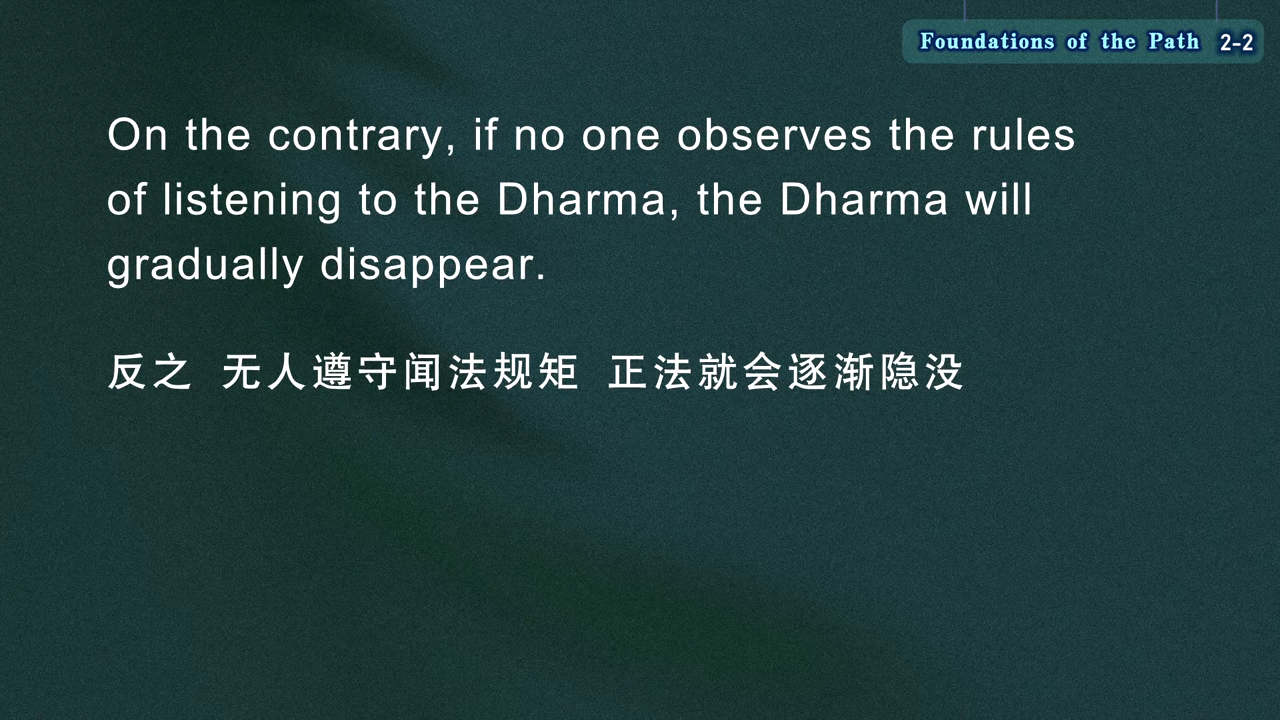 Foundations of the Path 2-2
On the contrary, if no one observes the rules
of listening to the Dharma, the Dharma will
gradually disappear.
反之 无人遵守闻法规矩 正法就会逐渐隐没